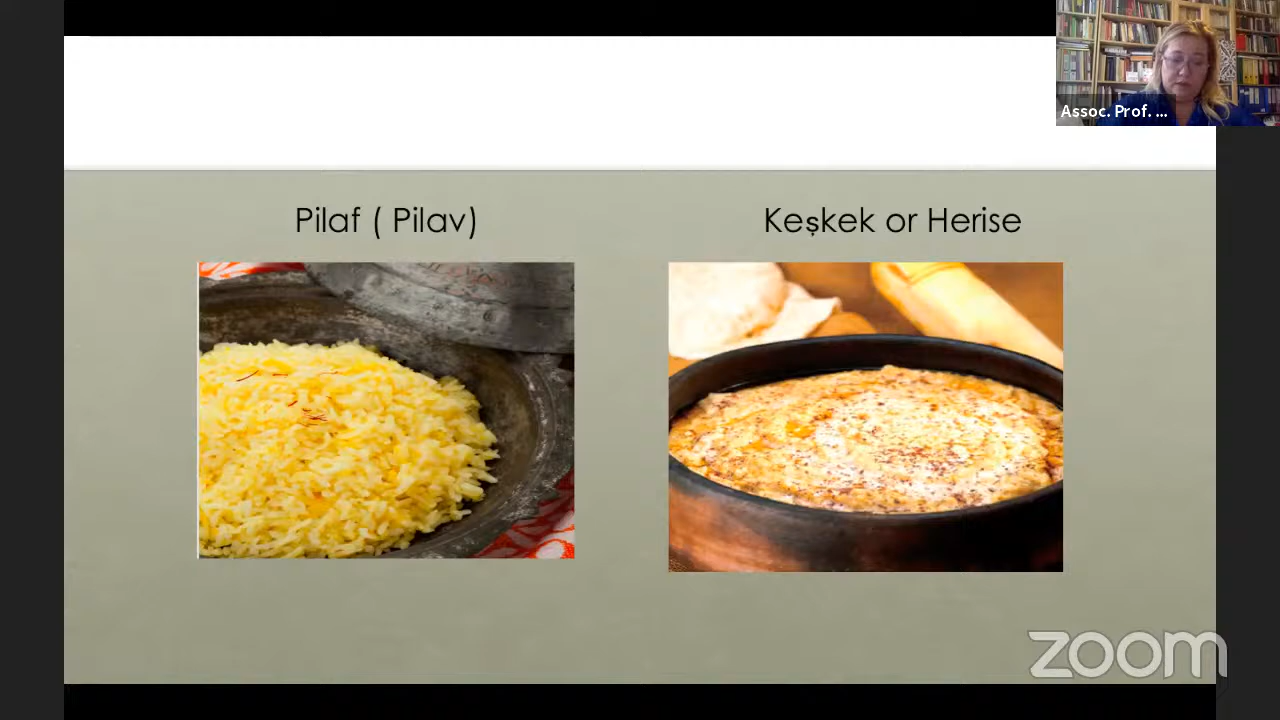 Assoc. Prof. ...
Pilaf ( Pilav)
Keşkek or Herise
zoom